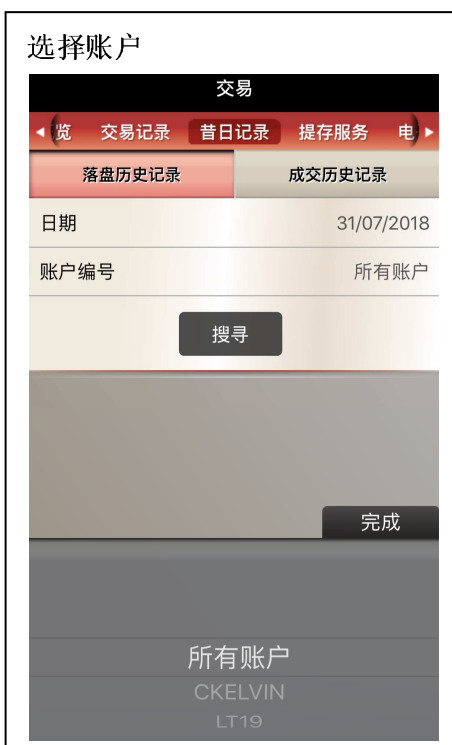 选择账户
交易
览 交易记录 昔日记录 提存服务 电
落盘历史记录 成交历史记录
日期 31/07/2018
账户编号 所有账户
搜寻
完成
所有账户
CKELVIN
LT19